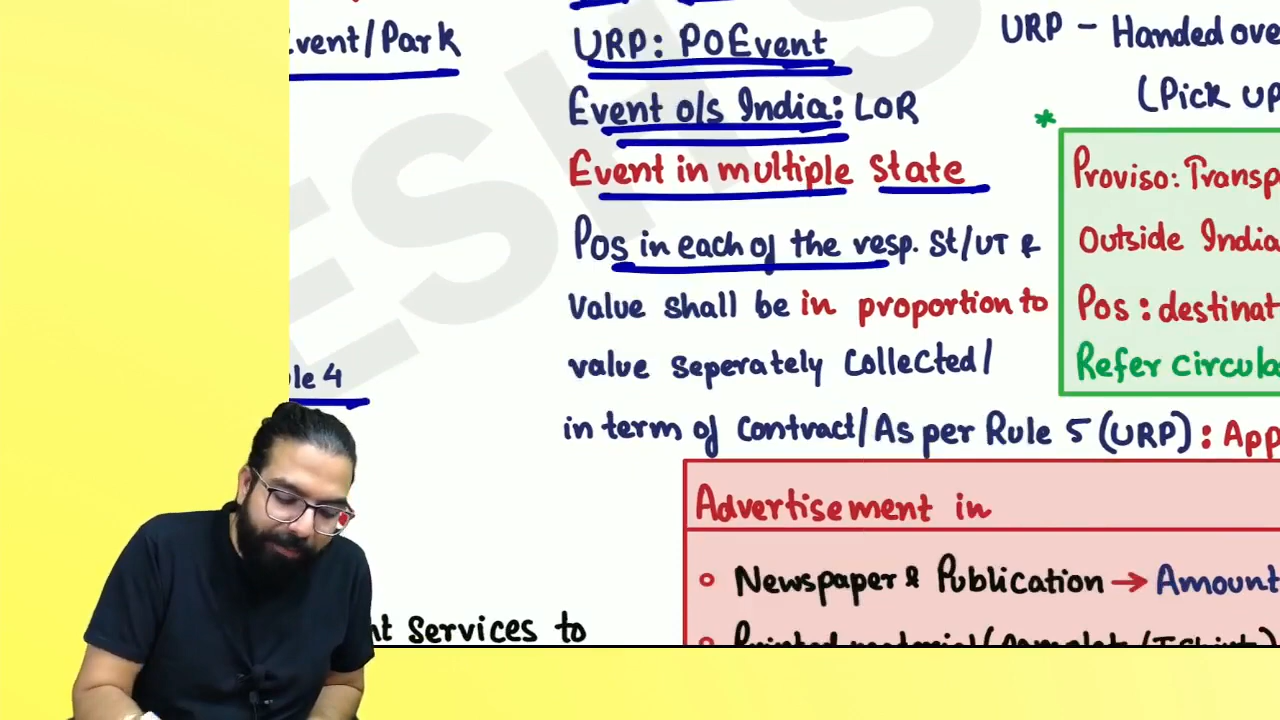 Event/Park
URP: POEvent
Event o/s India: LOR
Event in multiple State
Pos in each of the resp. St/UT &
Value shall be in proportion to
value seperately Collected/
in term of Contract/As per Rule 5 (URP) : App
le 4
nt Services to
URP - Handed ove
(Pick up
*
Proviso: Transp
Outside India
Pos : destinat
Refer circula
Advertisement in
Newspaper & Publication → Amount
ESH